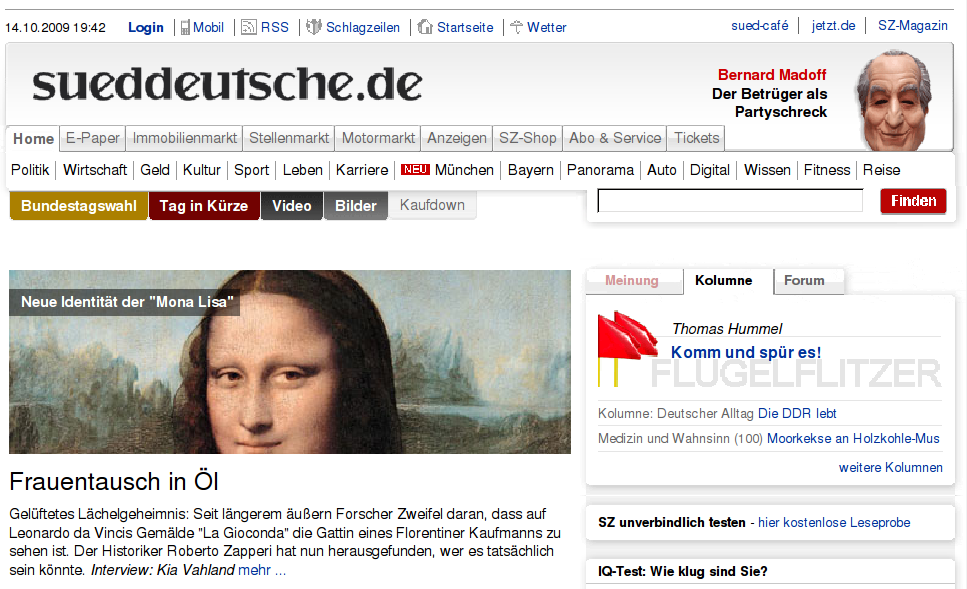 14.10.2009 19:42 Login Mobil RSS Schlagzeilen Startseite Wetter sued-café jetzt.de SZ-Magazin
sueddeutsche.de
Bernard Madoff
Der Betrüger als
Partyschreck
Home E-Paper Immobilienmarkt Stellenmarkt Motormarkt Anzeigen SZ-Shop Abo & Service Tickets
Politik Wirtschaft Geld Kultur Sport Leben Karriere NEU München Bayern Panorama Auto Digital Wissen Fitness Reise
Bundestagswahl Tag in Kürze Video Bilder Kaufdown
Finden
Neue Identität der "Mona Lisa"
Frauentausch in Öl
Gelüftetes Lächelgeheimnis: Seit längerem äußern Forscher Zweifel daran, dass auf
Leonardo da Vincis Gemälde "La Gioconda" die Gattin eines Florentiner Kaufmanns zu
sehen ist. Der Historiker Roberto Zapperi hat nun herausgefunden, wer es tatsächlich
sein könnte. Interview: Kia Vahland mehr ...
Meinung Kolumne Forum
Thomas Hummel
Komm und spür es!
FLÜGELFLITZER
Kolumne: Deutscher Alltag Die DDR lebt
Medizin und Wahnsinn (100) Moorkekse an Holzkohle-Mus
weitere Kolumnen
SZ unverbindlich testen - hier kostenlose Leseprobe
IQ-Test: Wie klug sind Sie?